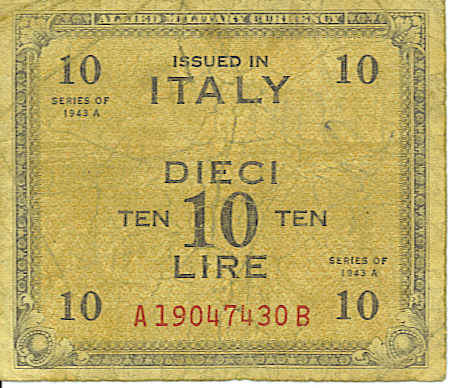 ALLIED MILITARY CURRENCY
10 ISSUED IN 10
ITALY
SERIES OF
1943 A
DIECI
TEN 10 TEN
LIRE
SERIES OF
1943 A
10 A19047430B 10